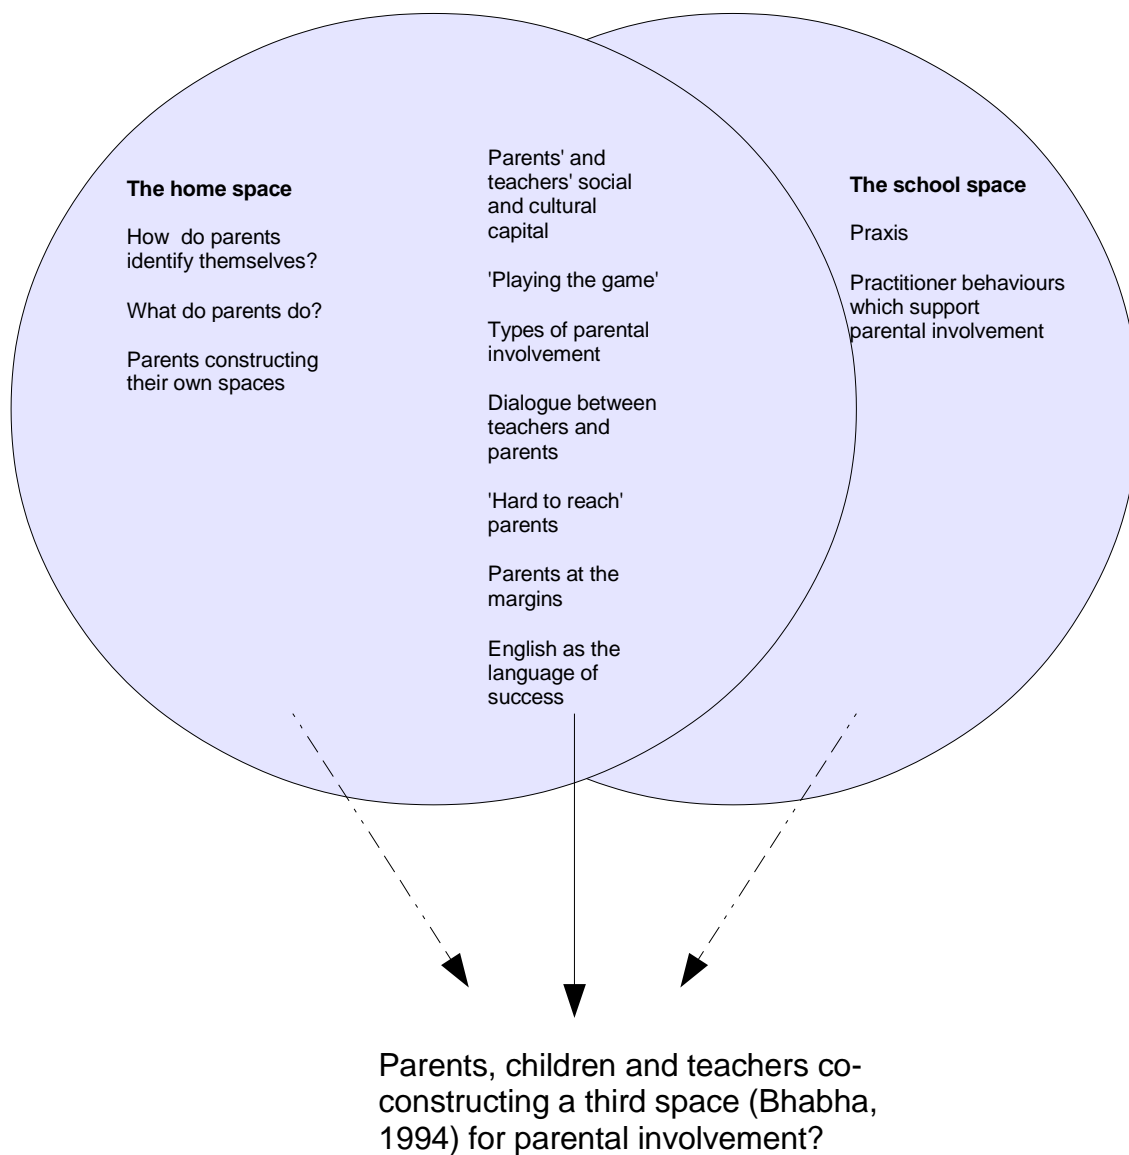 The home space
How do parents
identify themselves?
What do parents do?
Parents constructing
their own spaces
Parents' and
teachers' social
and cultural
capital
'Playing the game'
Types of parental
involvement
Dialogue between
teachers and
parents
'Hard to reach'
parents
Parents at the
margins
English as the
language of
success
The school space
Praxis
Practitioner behaviours
which support
parental involvement
Parents, children and teachers co-
constructing a third space (Bhabha,
1994) for parental involvement?